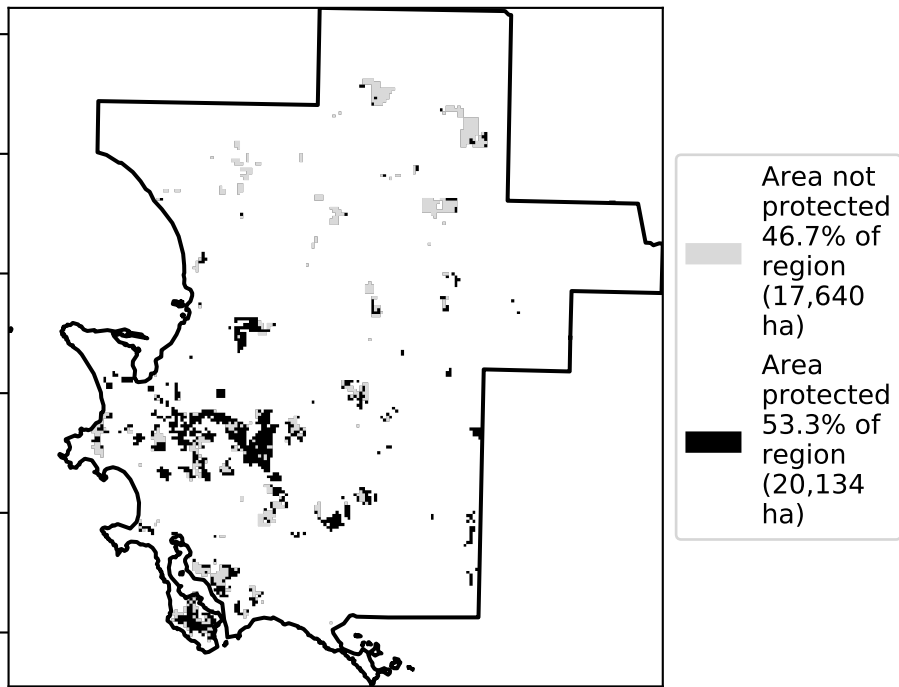 Area not
protected
46.7% of
region
(17,640
ha)
Area
protected
53.3% of
region
(20,134
ha)